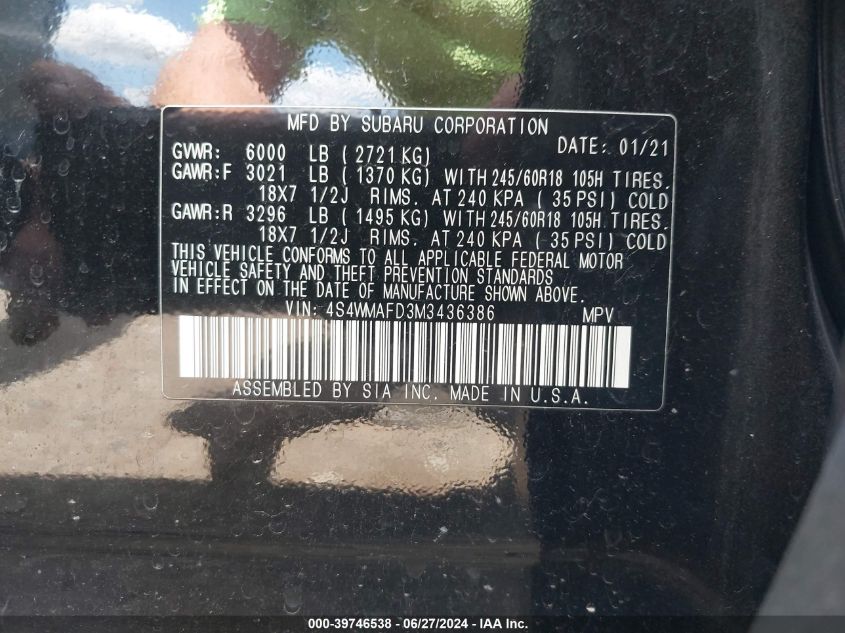 MFD BY SUBARU CORPORATION
DATE: 01/21
GVWR: 6000 LB ( 2721 KG)
GAWR:F 3021 LB ( 1370 KG) WITH 245/60R18 105H TIRES.
18X7 1/2J RIMS. AT 240 KPA ( 35 PSI) COLD
GAWR:R 3296 LB ( 1495 KG) WITH 245/60R18 105H TIRES.
18X7 1/2J RIMS. AT 240 KPA ( 35 PSI) COLD
THIS VEHICLE CONFORMS TO ALL APPLICABLE FEDERAL MOTOR
VEHICLE SAFETY AND THEFT PREVENTION STANDARDS
IN EFFECT ON THE DATE OF MANUFACTURE SHOWN ABOVE.
VIN: 4S4WMAFD3M3436386 MPV
ASSEMBLED BY SIA INC. MADE IN U.S.A.
000-39746538 - 06/27/2024 - IAA Inc.